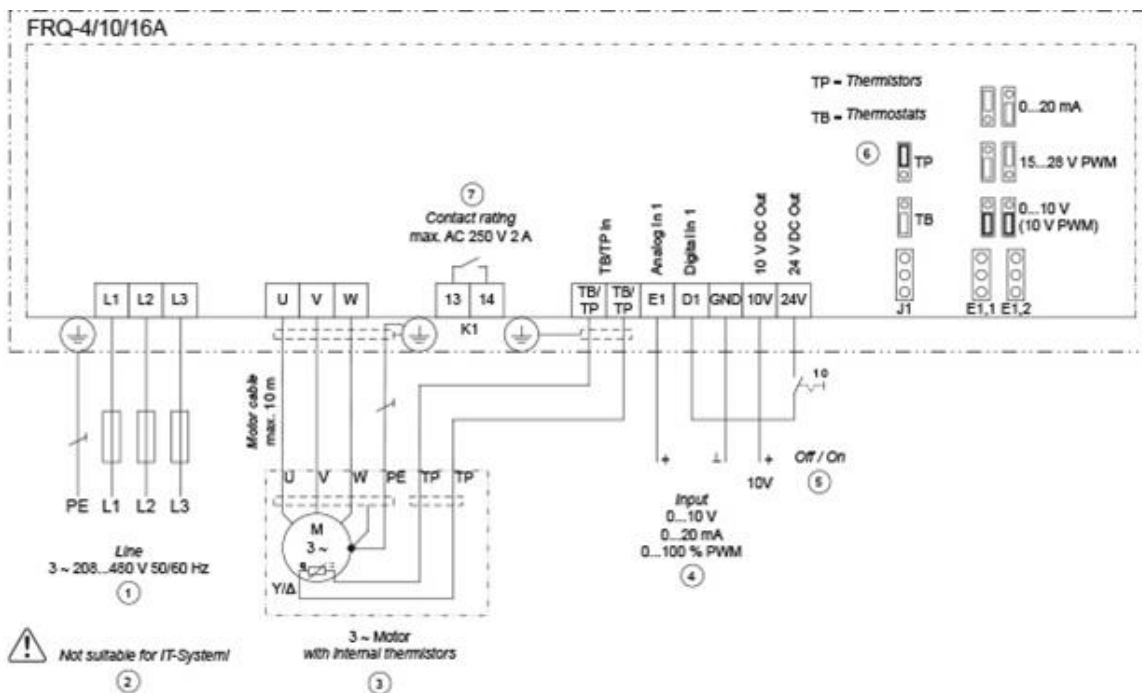 FRQ-4/10/16A
TP = Thermistors
TB = Thermostats
0...20 mA
6
TP
15...28 V PWM
TB
0...10 V
(10 V PWM)
J1
E1,1 E1,2
7
Contact rating
max. AC 250 V 2 A
TB/TP In
Analog In 1
Digital In 1
10 V DC Out
24 V DC Out
L1 L2 L3
U V W
13 14
K1
TB/TP TB/TP E1 D1 GND 10V 24V
1 0
Motor cable
max. 10 m
PE L1 L2 L3
Line
3 ~ 208...480 V 50/60 Hz
1
Not suitable for IT-System!
2
U V W PE TP TP
M
3 ~
Y/Δ
3 ~ Motor
with internal thermistors
3
+ ⊥ +
10V
Input
0...10 V
0...20 mA
0...100 % PWM
4
Off / On
5